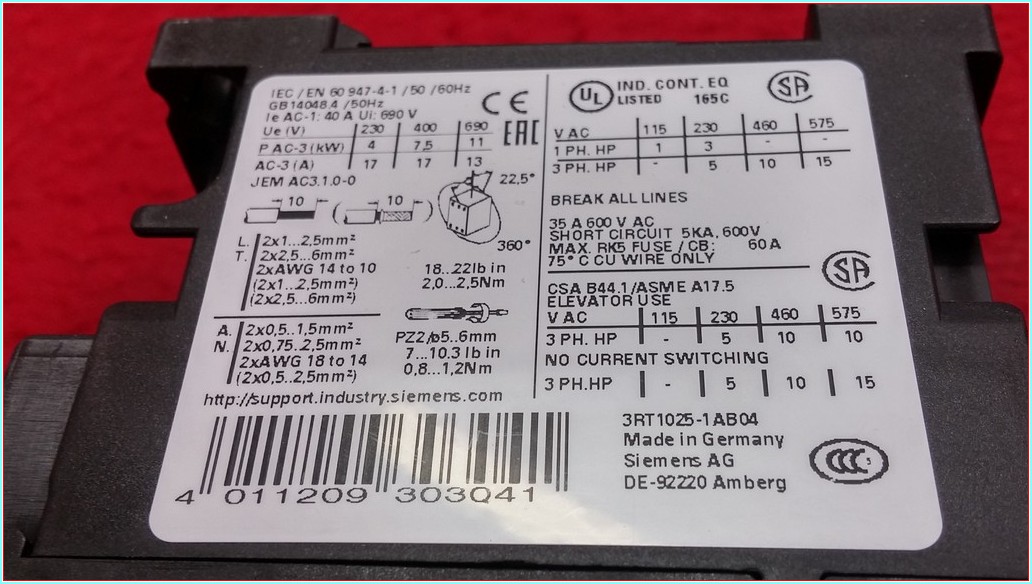 IEC / EN 60 947-4-1 / 50 / 60Hz
GB14048.4 / 50Hz
Ie AC-1: 40 A Ui: 690 V
Ue (V) 230 400 690
P AC-3 (kW) 4 7,5 11
AC-3 (A) 17 17 13
JEM AC3.1.0-0
CE
EAC
22,5°
10 10
360°
L. 2x1...2,5mm²
T. 2x2,5...6mm²
2xAWG 14 to 10
(2x1...2,5mm²)
(2x2,5...6mm²)
18...22lb in
2,0...2,5Nm
A. 2x0,5...1,5mm²
N. 2x0,75...2,5mm²
2xAWG 18 to 14
(2x0,5...2,5mm²)
PZ2/ø5...6mm
7...10.3 lb in
0,8...1,2Nm
http://support.industry.siemens.com
4 011209 303041
UL IND. CONT. EQ
LISTED 165C
SA
V AC 115 230 460 575
1 PH. HP 1 3 - -
3 PH. HP - 5 10 15
BREAK ALL LINES
35 A 600 V AC
SHORT CIRCUIT 5KA, 600V
MAX. RK5 FUSE / CB: 60 A
75° C CU WIRE ONLY
SA
CSA B44.1/ASME A17.5
ELEVATOR USE
V AC 115 230 460 575
3 PH. HP - 5 10 10
NO CURRENT SWITCHING
3 PH.HP - 5 10 15
3RT1025-1AB04
Made in Germany
Siemens AG
DE-92220 Amberg
CCC